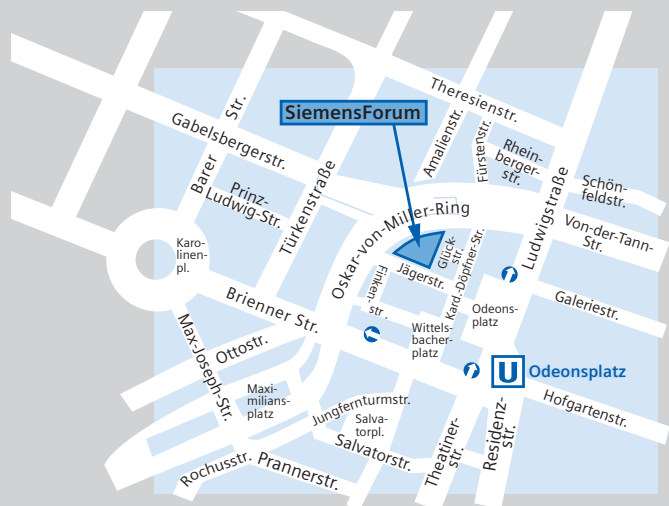 Theresienstr.
SiemensForum
Barer Str.
Gabelsbergerstr.
Amalienstr.
Fürstenstr.
Rhein-
berger-
str.
Schön-
feldstr.
Prinz-
Ludwig-Str.
Türkenstraße
Oskar-von-Miller-Ring
Ludwigstraße
Von-der-Tann-
Str.
Karo-
linen-
pl.
Glück-
str.
Jägerstr.
Kard.-Döpfner-Str.
Finken-
str.
Brienner Str.
Odeons-
platz
Galeriestr.
Wittels-
bacher-
platz
Max-Joseph-Str.
Ottostr.
U
Odeonsplatz
Maxi-
milians-
platz
Jungfernturmstr.
Salva-
torpl.
Hofgartenstr.
Residenz-
str.
Theatiner-
str.
Salvatorstr.
Rochusstr.
Prannerstr.